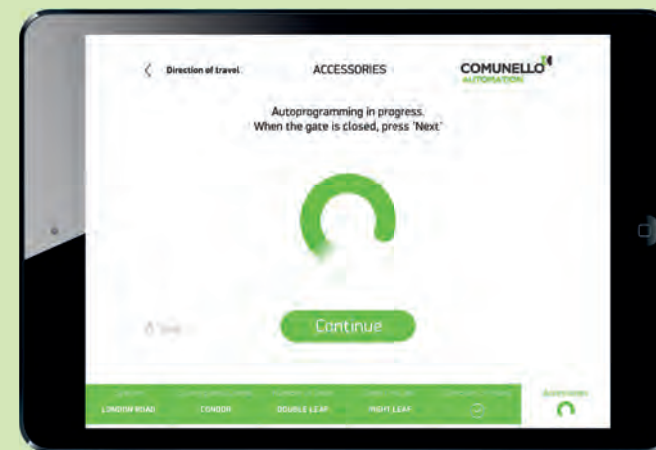 Direction of travel
ACCESSORIES
COMUNELLO
AUTOMATION
Autoprogramming in progress.
When the gate is closed, press 'Next'
Continue
LONDON ROAD
CONDOR
DOUBLE LEAF
RIGHT LEAF